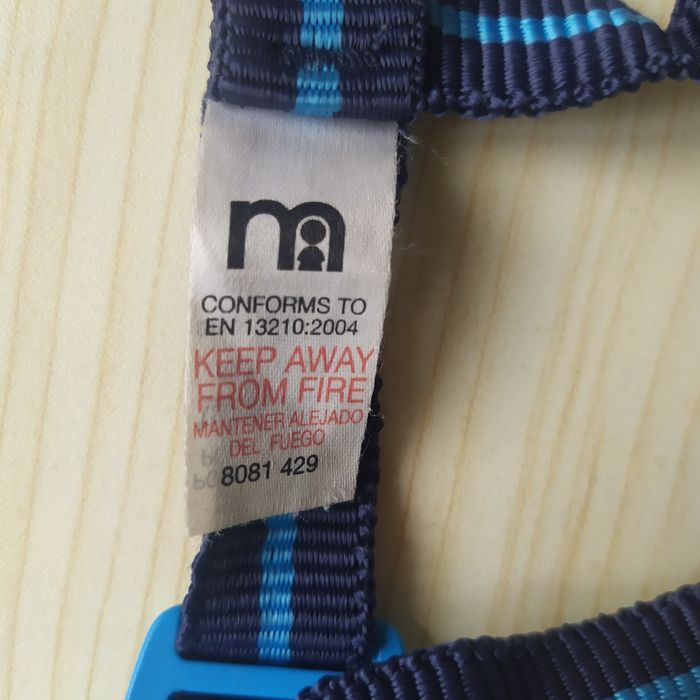 m
CONFORMS TO
EN 13210:2004
KEEP AWAY
FROM FIRE
MANTENER ALEJADO
DEL FUEGO
8081 429